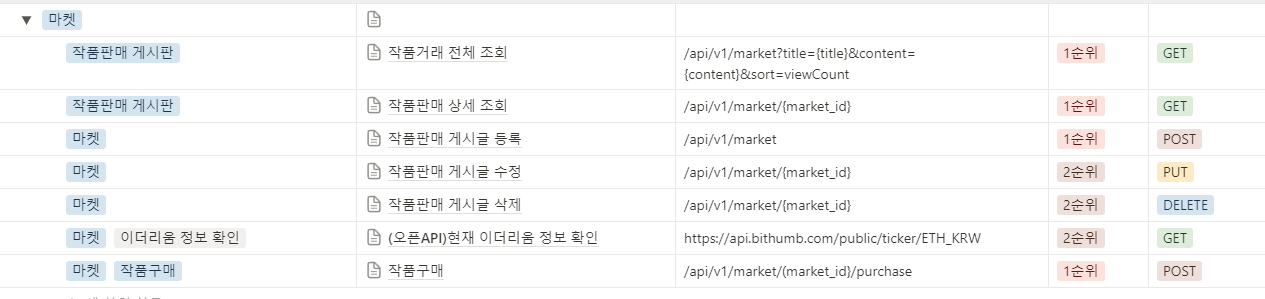 마켓
작품판매 게시판 작품거래 전체 조회 /api/v1/market?title={title}&content= 1순위 GET
{content}&sort=viewCount
작품판매 게시판 작품판매 상세 조회 /api/v1/market/{market_id} 1순위 GET
마켓 작품판매 게시글 등록 /api/v1/market 1순위 POST
마켓 작품판매 게시글 수정 /api/v1/market/{market_id} 2순위 PUT
마켓 작품판매 게시글 삭제 /api/v1/market/{market_id} 2순위 DELETE
마켓 이더리움 정보 확인 (오픈API)현재 이더리움 정보 확인 https://api.bithumb.com/public/ticker/ETH_KRW 2순위 GET
마켓 작품구매 작품구매 /api/v1/market/(market_id}/purchase 1순위 POST